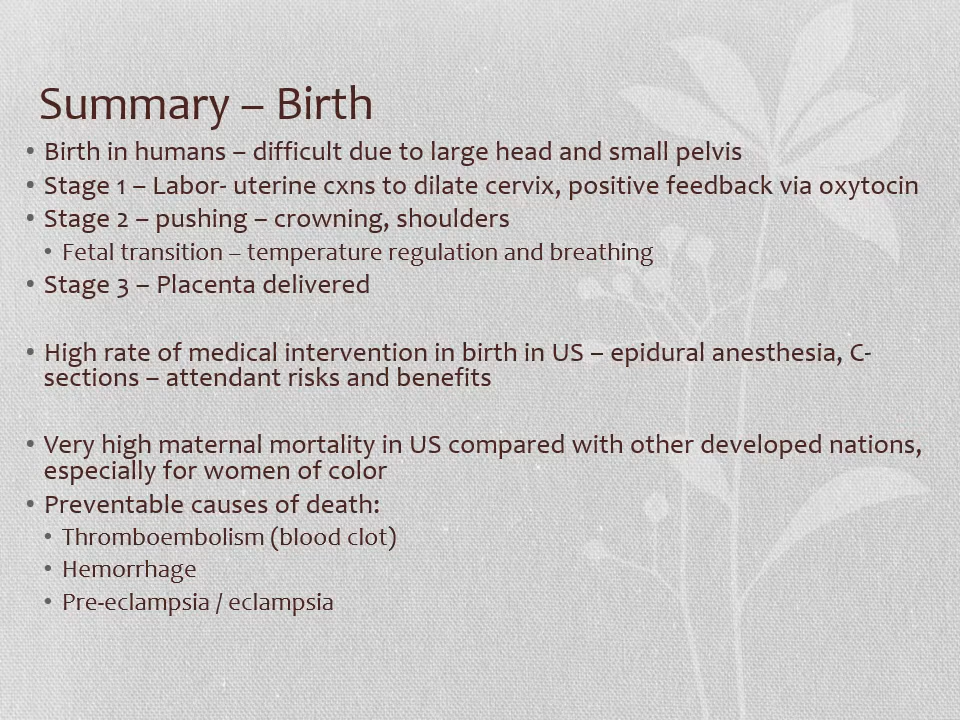 Summary – Birth
• Birth in humans – difficult due to large head and small pelvis
• Stage 1 – Labor- uterine cxns to dilate cervix, positive feedback via oxytocin
• Stage 2 – pushing – crowning, shoulders
• Fetal transition – temperature regulation and breathing
• Stage 3 – Placenta delivered
• High rate of medical intervention in birth in US – epidural anesthesia, C-
sections – attendant risks and benefits
• Very high maternal mortality in US compared with other developed nations,
especially for women of color
• Preventable causes of death:
• Thromboembolism (blood clot)
• Hemorrhage
• Pre-eclampsia / eclampsia